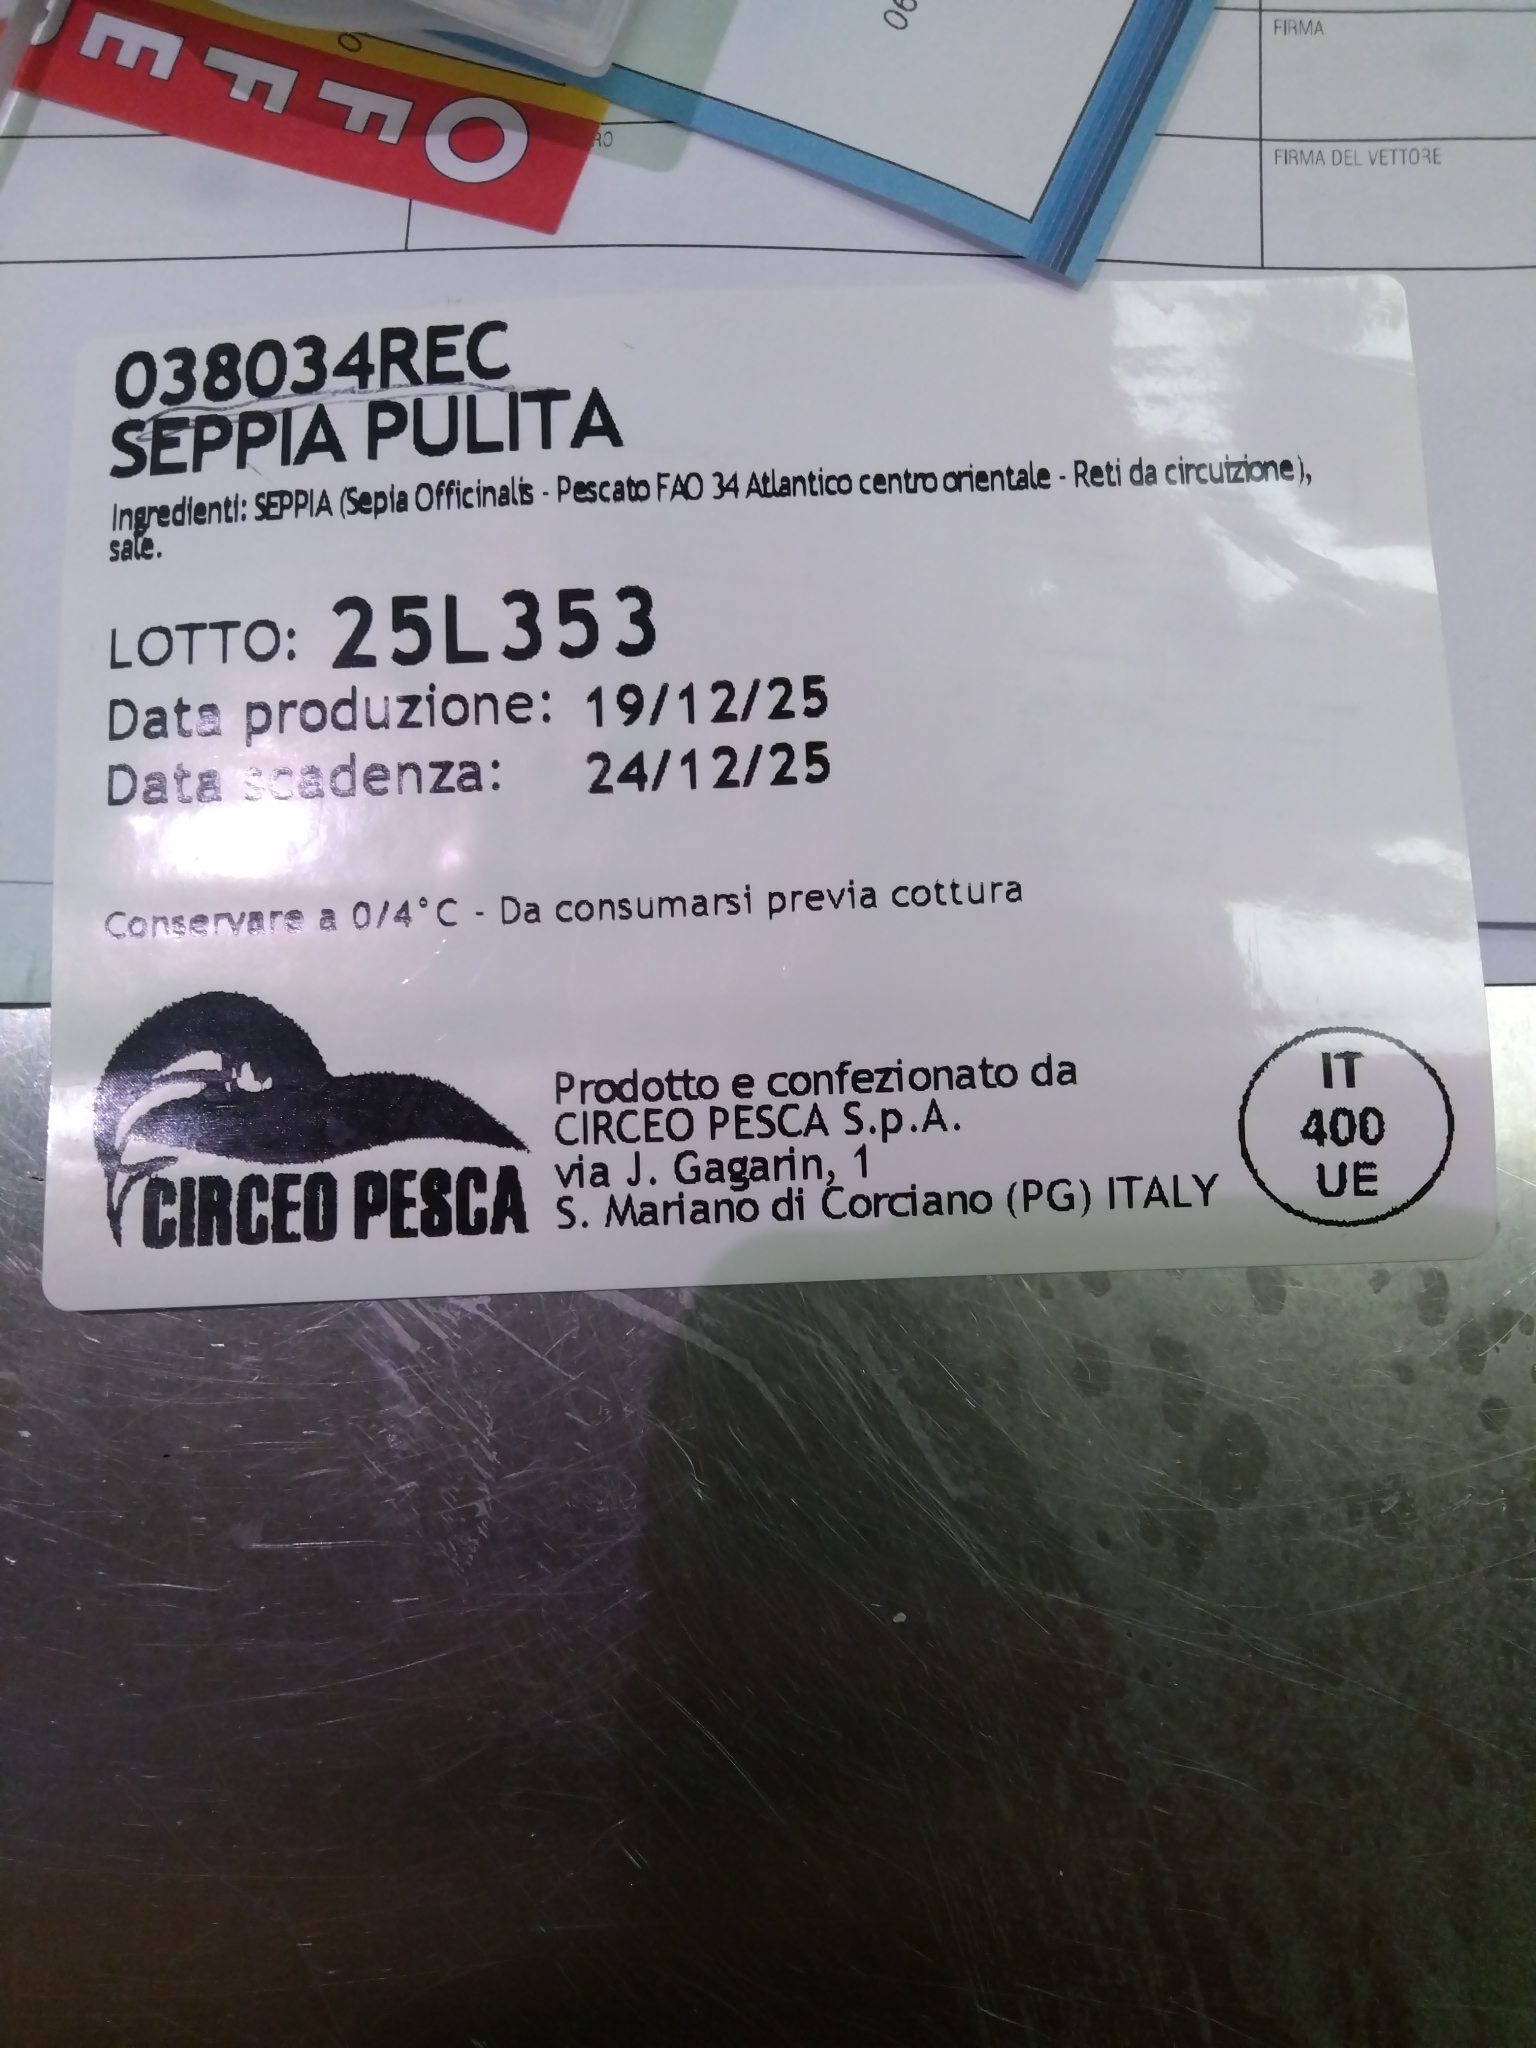 OFFE
06
RO
FIRMA
FIRMA DEL VETTORE
038034REC
SEPPIA PULITA
Ingredienti: SEPPIA (Sepia Officinalis - Pescato FAO 34 Atlantico centro orientale - Reti da circuizione),
sale.
LOTTO: 25L353
Data produzione: 19/12/25
Data scadenza: 24/12/25
Conservare a 0/4°C - Da consumarsi previa cottura
CIRCEO PESCA
Prodotto e confezionato da
CIRCEO PESCA S.p.A.
via J. Gagarin, 1
S. Mariano di Corciano (PG) ITALY
IT
400
UE